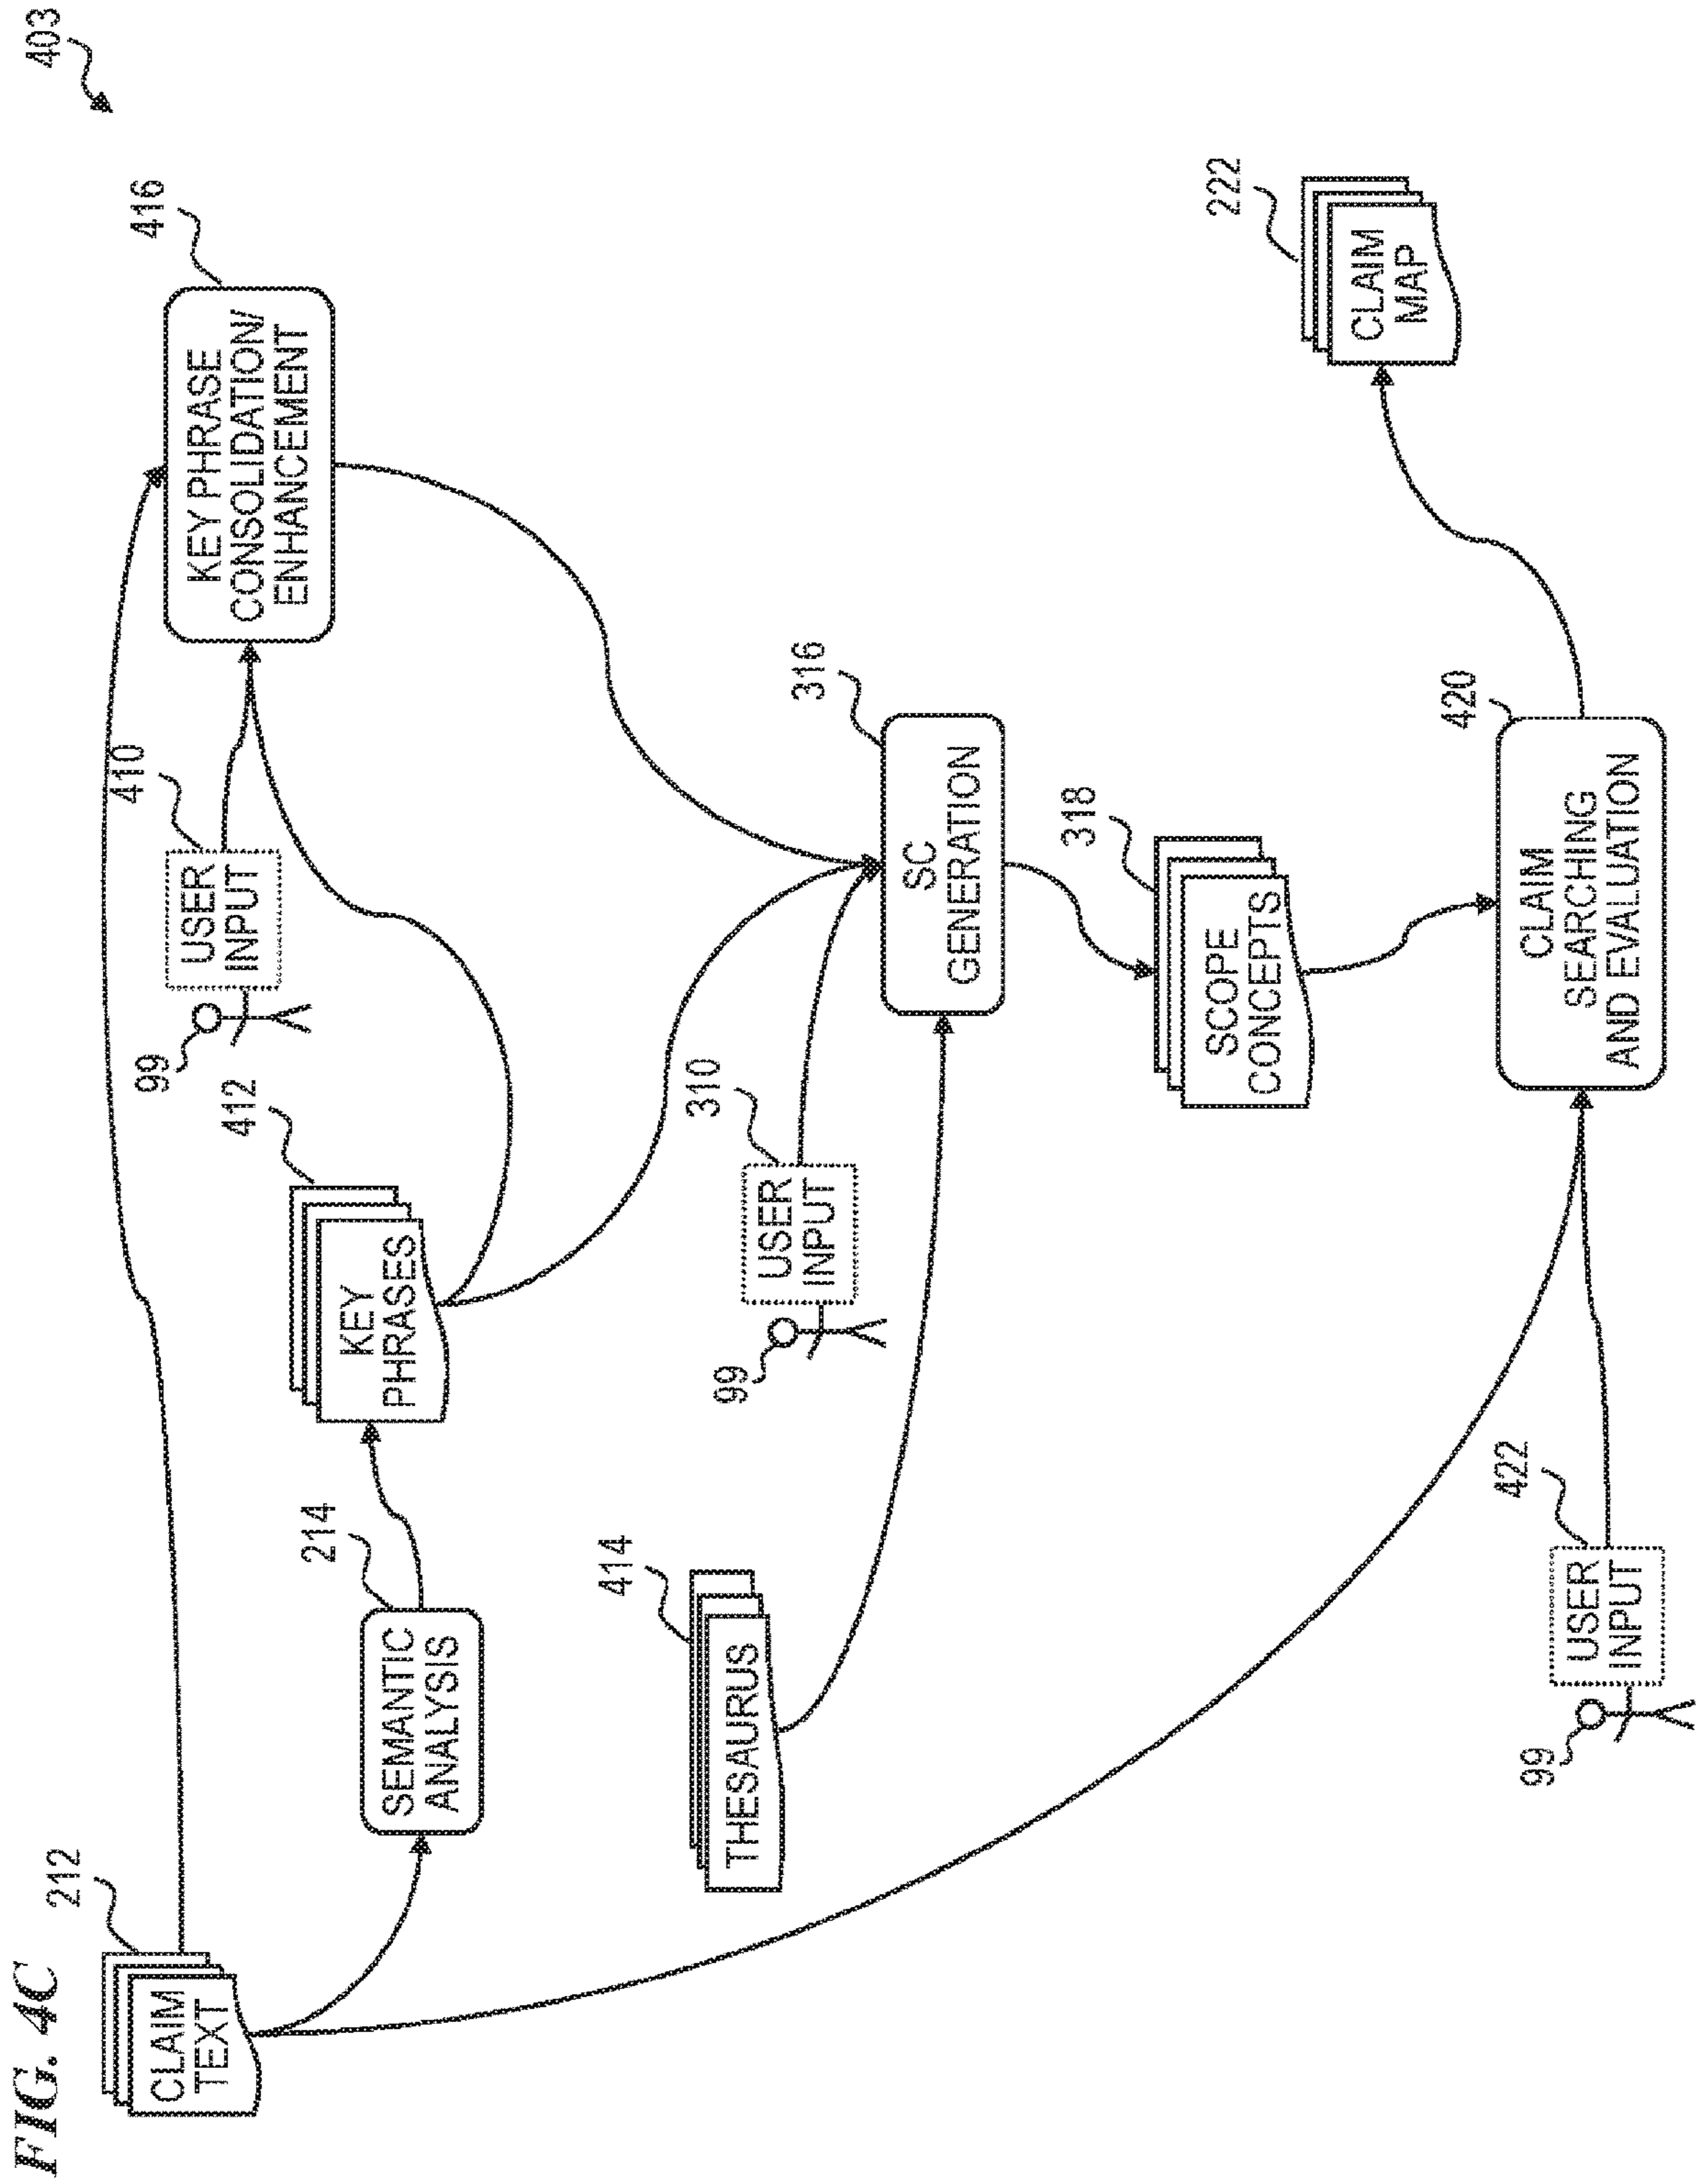 FIG. 4C
403
212
CLAIM
TEXT
416
KEY PHRASE
CONSOLIDATION/
ENHANCEMENT
410
USER
INPUT
99
412
KEY
PHRASES
214
SEMANTIC
ANALYSIS
414
THESAURUS
310
USER
INPUT
99
316
SC
GENERATION
318
SCOPE
CONCEPTS
222
CLAIM
MAP
420
CLAIM
SEARCHING
AND EVALUATION
422
USER
INPUT
99